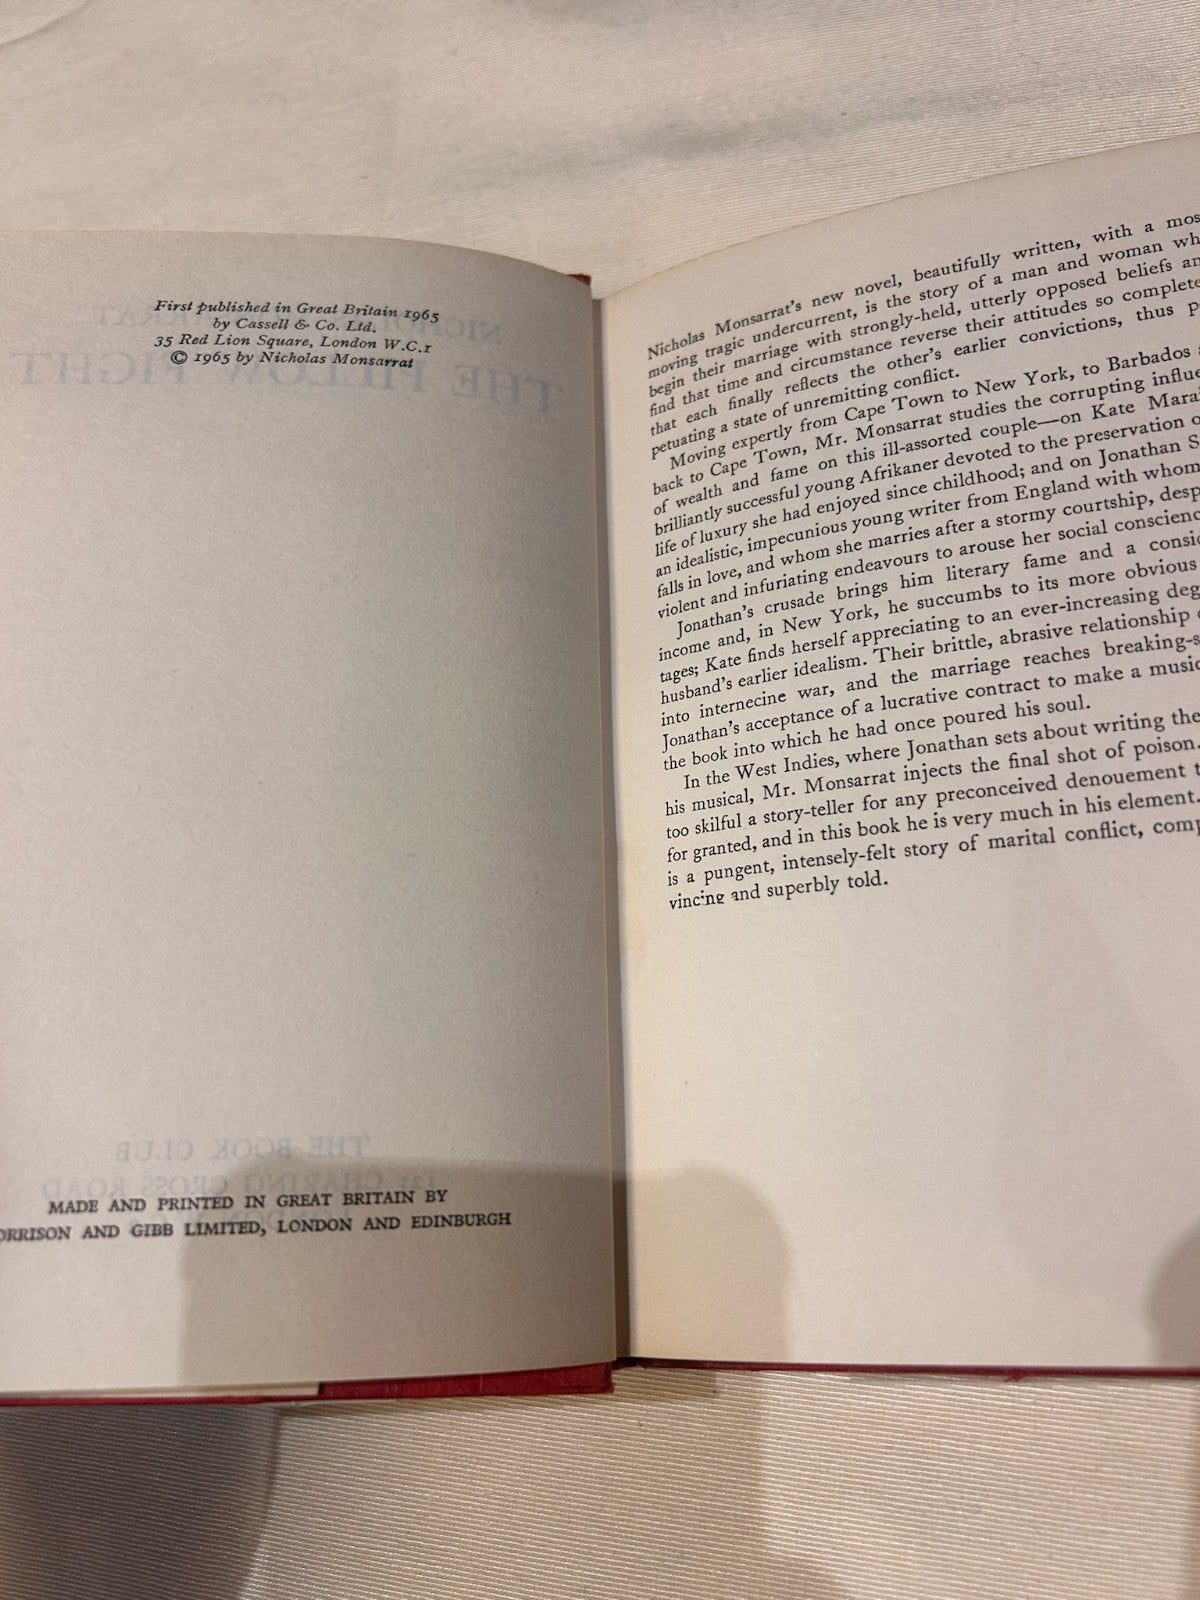 First published in Great Britain 1965
by Cassell & Co. Ltd.
35 Red Lion Square, London W.C.1
© 1965 by Nicholas Monsarrat
THE PILLOW FIGHT
THE BOOK CLUB
CHARING CROSS ROAD
MADE AND PRINTED IN GREAT BRITAIN BY
ORRISON AND GIBB LIMITED, LONDON AND EDINBURGH
Nicholas Monsarrat's new novel, beautifully written, with a mos
moving tragic undercurrent, is the story of a man and woman wh
begin their marriage with strongly-held, utterly opposed beliefs an
find that time and circumstance reverse their attitudes so complete
that each finally reflects the other's earlier convictions, thus p
petuating a state of unremitting conflict.
Moving expertly from Cape Town to New York, to Barbados a
back to Cape Town, Mr. Monsarrat studies the corrupting influe
of wealth and fame on this ill-assorted couple—on Kate Marai
brilliantly successful young Afrikaner devoted to the preservation o
life of luxury she had enjoyed since childhood; and on Jonathan S
an idealistic, impecunious young writer from England with whom
falls in love, and whom she marries after a stormy courtship, desp
violent and infuriating endeavours to arouse her social conscienc
Jonathan's crusade brings him literary fame and a consid
income and, in New York, he succumbs to its more obvious
tages; Kate finds herself appreciating to an ever-increasing deg
husband's earlier idealism. Their brittle, abrasive relationship
into internecine war, and the marriage reaches breaking-s
Jonathan's acceptance of a lucrative contract to make a music
the book into which he had once poured his soul.
In the West Indies, where Jonathan sets about writing the
his musical, Mr. Monsarrat injects the final shot of poison.
too skilful a story-teller for any preconceived denouement t
for granted, and in this book he is very much in his element.
is a pungent, intensely-felt story of marital conflict, comp
vincing and superbly told.